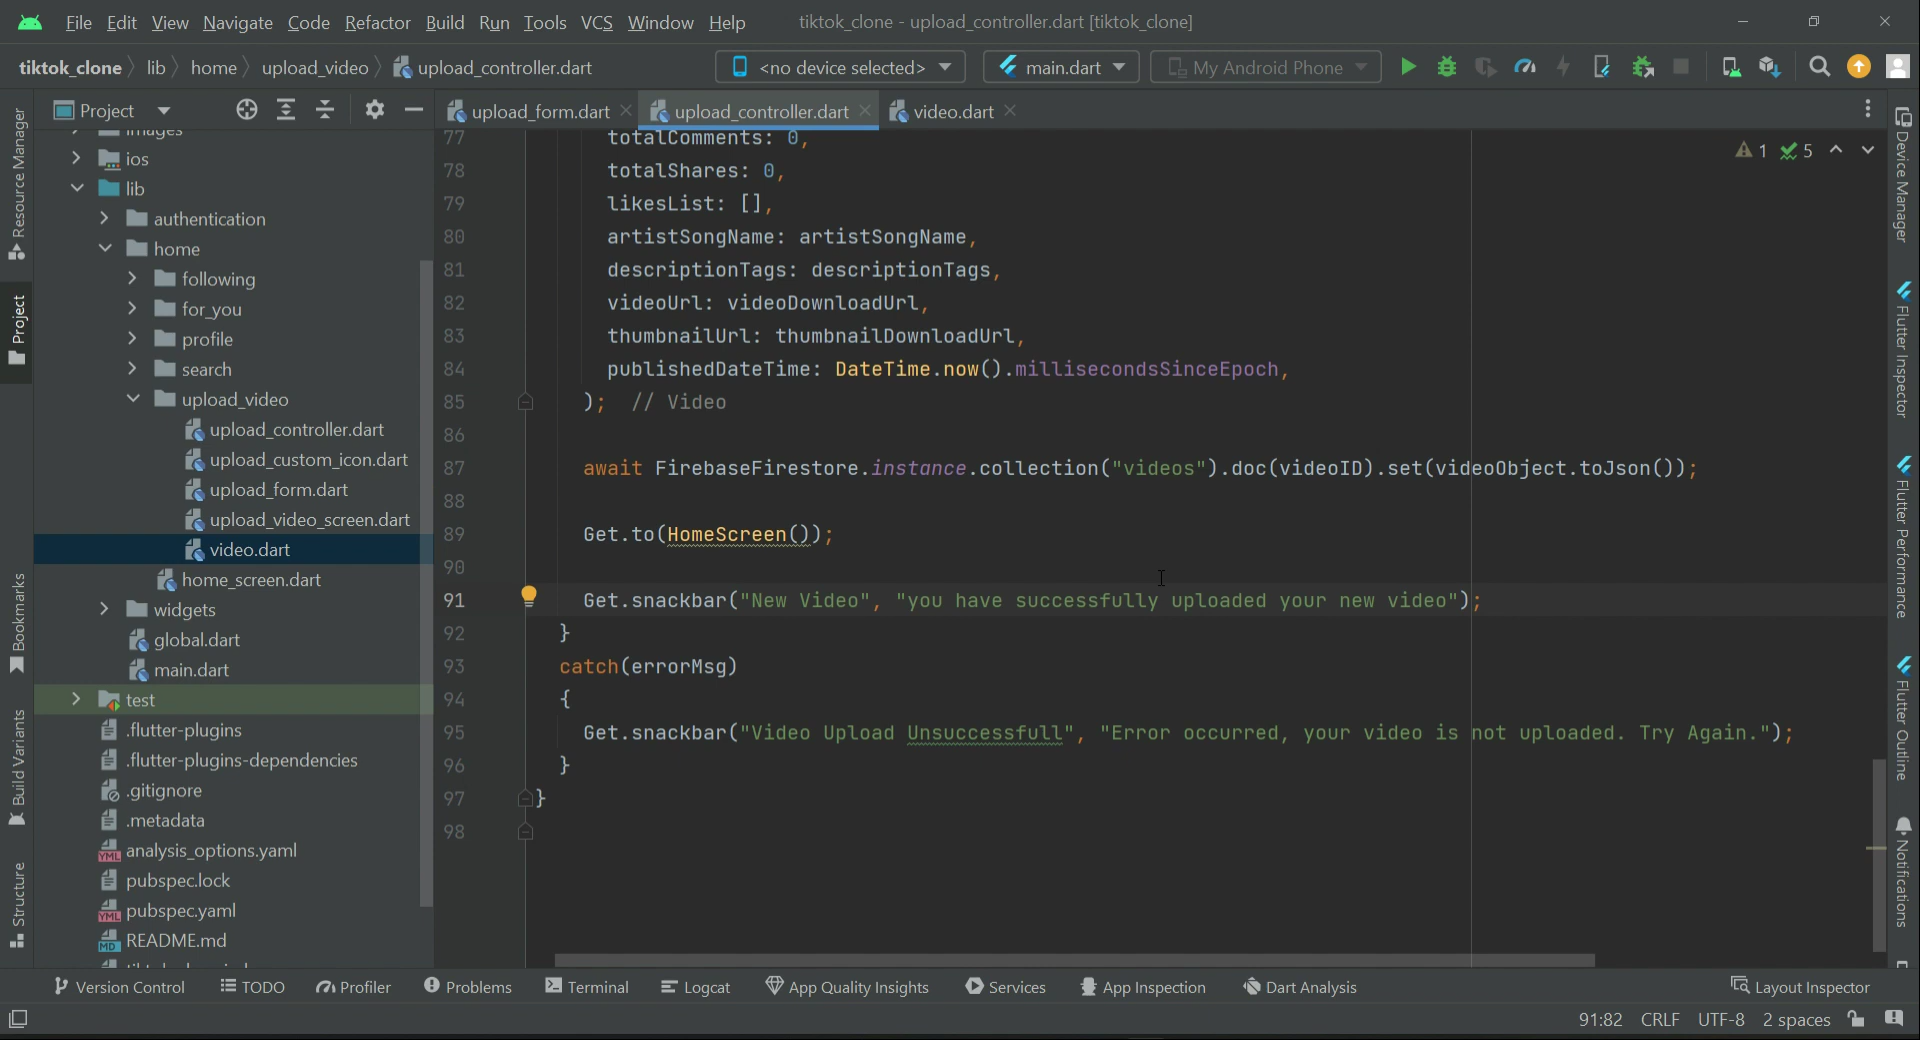 File Edit View Navigate Code Refactor Build Run Tools VCS Window Help tiktok_clone - upload_controller.dart [tiktok_clone]
tiktok_clone lib home upload_video upload_controller.dart <no device selected> main.dart My Android Phone
Project upload_form.dart upload_controller.dart video.dart
Resource Manager
Project
Bookmarks
Build Variants
Structure
images
ios
lib
authentication
home
following
for_you
profile
search
upload_video
upload_controller.dart
upload_custom_icon.dart
upload_form.dart
upload_video_screen.dart
video.dart
home_screen.dart
widgets
global.dart
main.dart
test
.flutter-plugins
.flutter-plugins-dependencies
.gitignore
.metadata
analysis_options.yaml
pubspec.lock
pubspec.yaml
README.md
77 totalComments: 0,
78 totalShares: 0,
79 likesList: [],
80 artistSongName: artistSongName,
81 descriptionTags: descriptionTags,
82 videoUrl: videoDownloadUrl,
83 thumbnailUrl: thumbnailDownloadUrl,
84 publishedDateTime: DateTime.now().millisecondsSinceEpoch,
85 ); // Video
86
87 await FirebaseFirestore.instance.collection("videos").doc(videoID).set(videoObject.toJson());
88
89 Get.to(HomeScreen());
90
91 Get.snackbar("New Video", "you have successfully uploaded your new video");
92 }
93 catch(errorMsg)
94 {
95 Get.snackbar("Video Upload Unsuccessfull", "Error occurred, your video is not uploaded. Try Again.");
96 }
97 }
98
1 5
Device Manager
Flutter Inspector
Flutter Performance
Flutter Outline
Notifications
Version Control TODO Profiler Problems Terminal Logcat App Quality Insights Services App Inspection Dart Analysis Layout Inspector
91:82 CRLF UTF-8 2 spaces